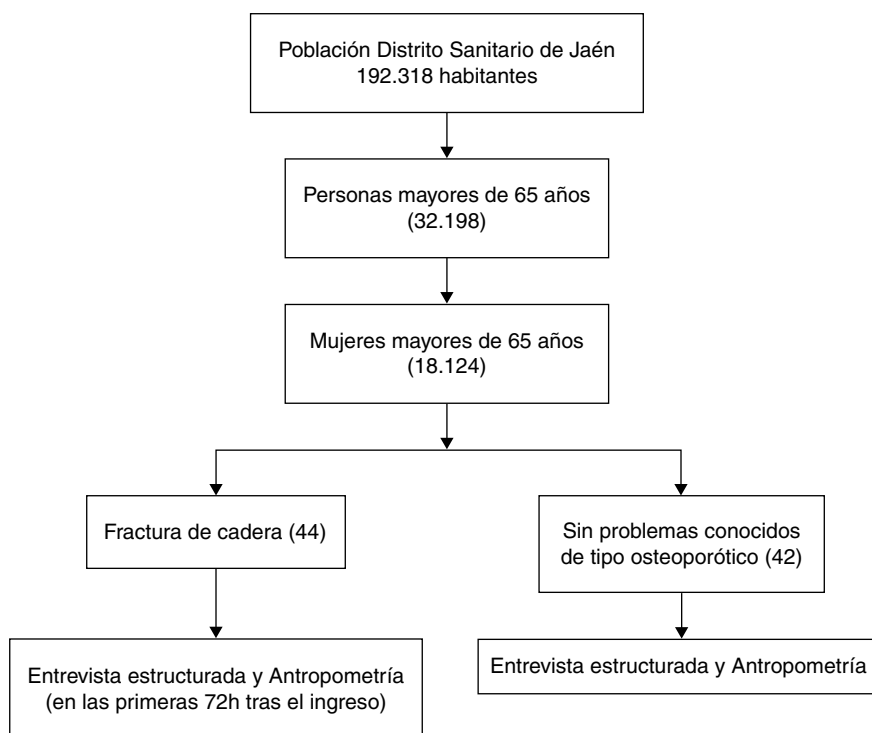 Población Distrito Sanitario de Jaén
192.318 habitantes
Personas mayores de 65 años
(32.198)
Mujeres mayores de 65 años
(18.124)
Fractura de cadera (44)
Sin problemas conocidos
de tipo osteoporótico (42)
Entrevista estructurada y Antropometría
(en las primeras 72h tras el ingreso)
Entrevista estructurada y Antropometría